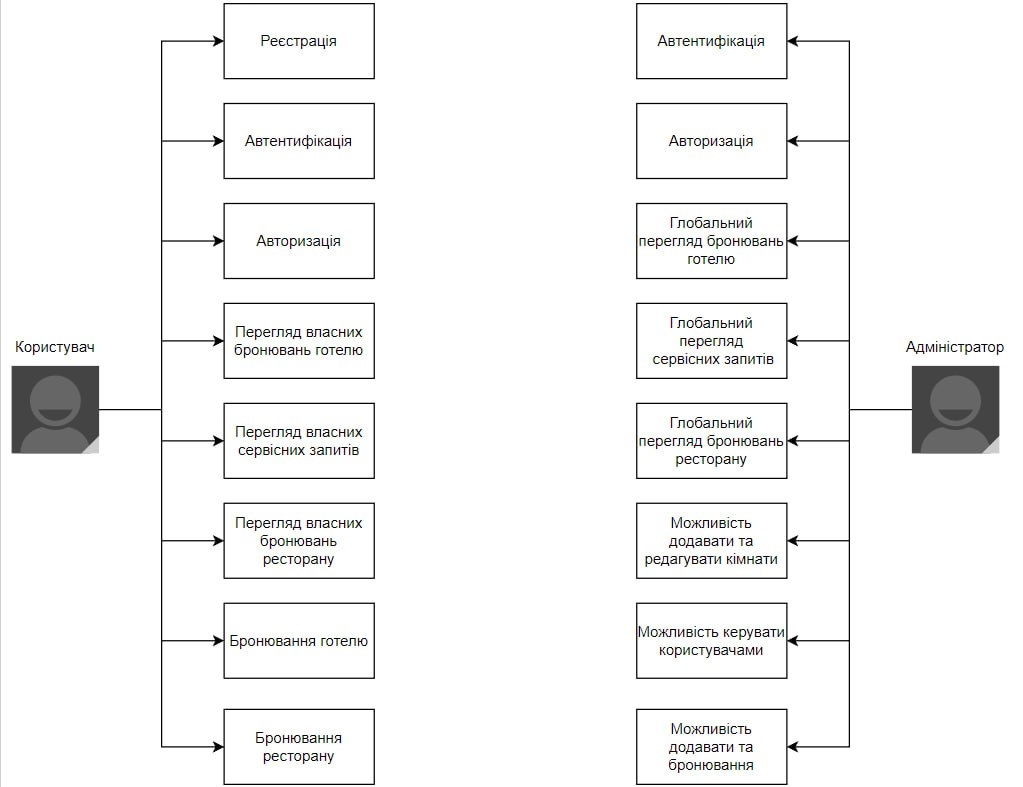 Реєстрація
Автентифікація
Авторизація
Перегляд власних
бронювань готелю
Користувач
Перегляд власних
сервісних запитів
Перегляд власних
бронювань
ресторану
Бронювання готелю
Бронювання
ресторану
Автентифікація
Авторизація
Глобальний
перегляд бронювань
готелю
Глобальний
перегляд
сервісних запитів
Адміністратор
Глобальний
перегляд бронювань
ресторану
Можливість
додавати та
редагувати кімнати
Можливість керувати
користувачами
Можливість
додавати та
бронювання